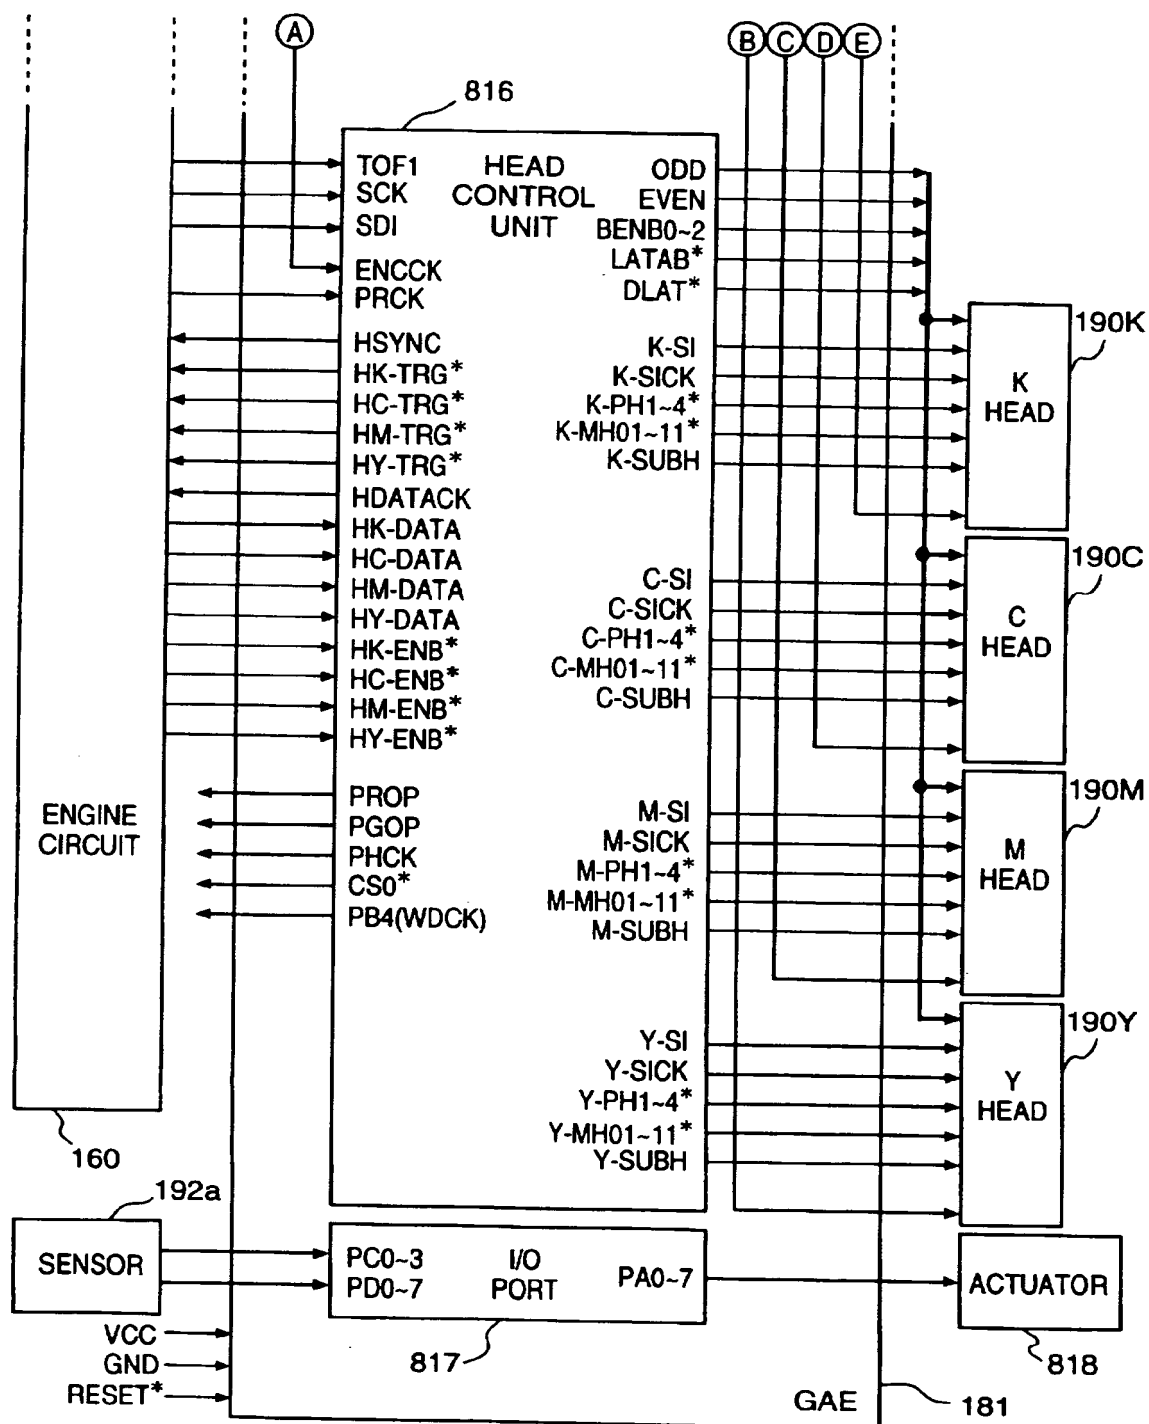 A
B C D E
816
TOF1
SCK
SDI
ENCCK
PRCK
HSYNC
HK-TRG*
HC-TRG*
HM-TRG*
HY-TRG*
HDATACK
HK-DATA
HC-DATA
HM-DATA
HY-DATA
HK-ENB*
HC-ENB*
HM-ENB*
HY-ENB*
PROP
PGOP
PHCK
CS0*
PB4(WDCK)
HEAD
CONTROL
UNIT
ODD
EVEN
BENB0~2
LATAB*
DLAT*
K-SI
K-SICK
K-PH1~4*
K-MH01~11*
K-SUBH
C-SI
C-SICK
C-PH1~4*
C-MH01~11*
C-SUBH
M-SI
M-SICK
M-PH1~4*
M-MH01~11*
M-SUBH
Y-SI
Y-SICK
Y-PH1~4*
Y-MH01~11*
Y-SUBH
190K
K
HEAD
190C
C
HEAD
190M
M
HEAD
190Y
Y
HEAD
ENGINE
CIRCUIT
160
192a
SENSOR
PC0~3
PD0~7
I/O
PORT
PA0~7
817
ACTUATOR
818
VCC
GND
RESET*
GAE
181